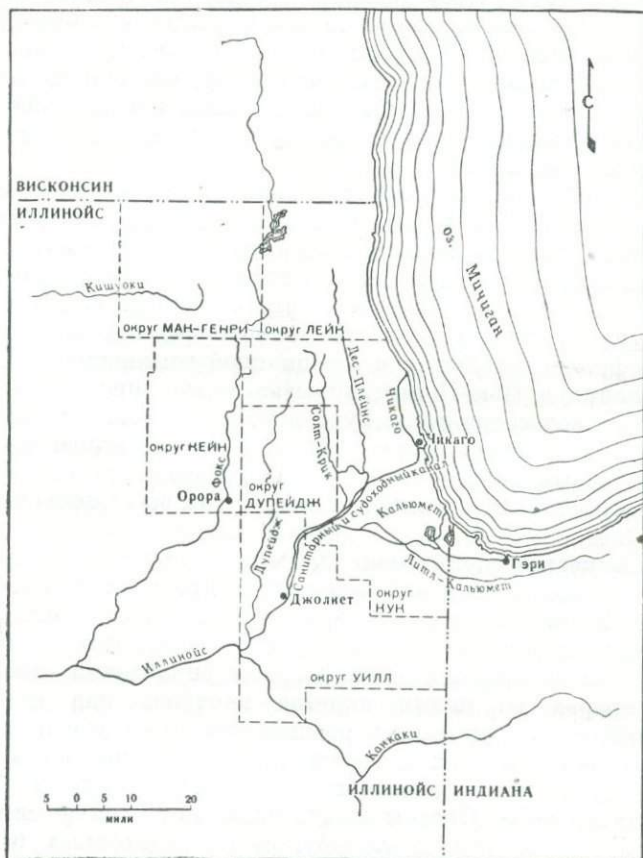 С
ВИСКОНСИН
ИЛЛИНОЙС
оз. Мичиган
Кишуоки
округ МАН-ГЕНРИ
округ ЛЕЙН
Дес-Плейнс
Чикаго
Солт-Крик
Чикаго
округ КЕЙН
Фокс
Орора
округ
ДУПЕЙДЖ
Дупейдж
Санитарный и судоходный канал
Кальюмет
Гэри
Литл-Кальюмет
Джолиет
округ
КУК
Иллинойс
округ УИЛЛ
Канкаки
ИЛЛИНОЙС
ИНДИАНА
5 0 5 10 20
МИЛИ